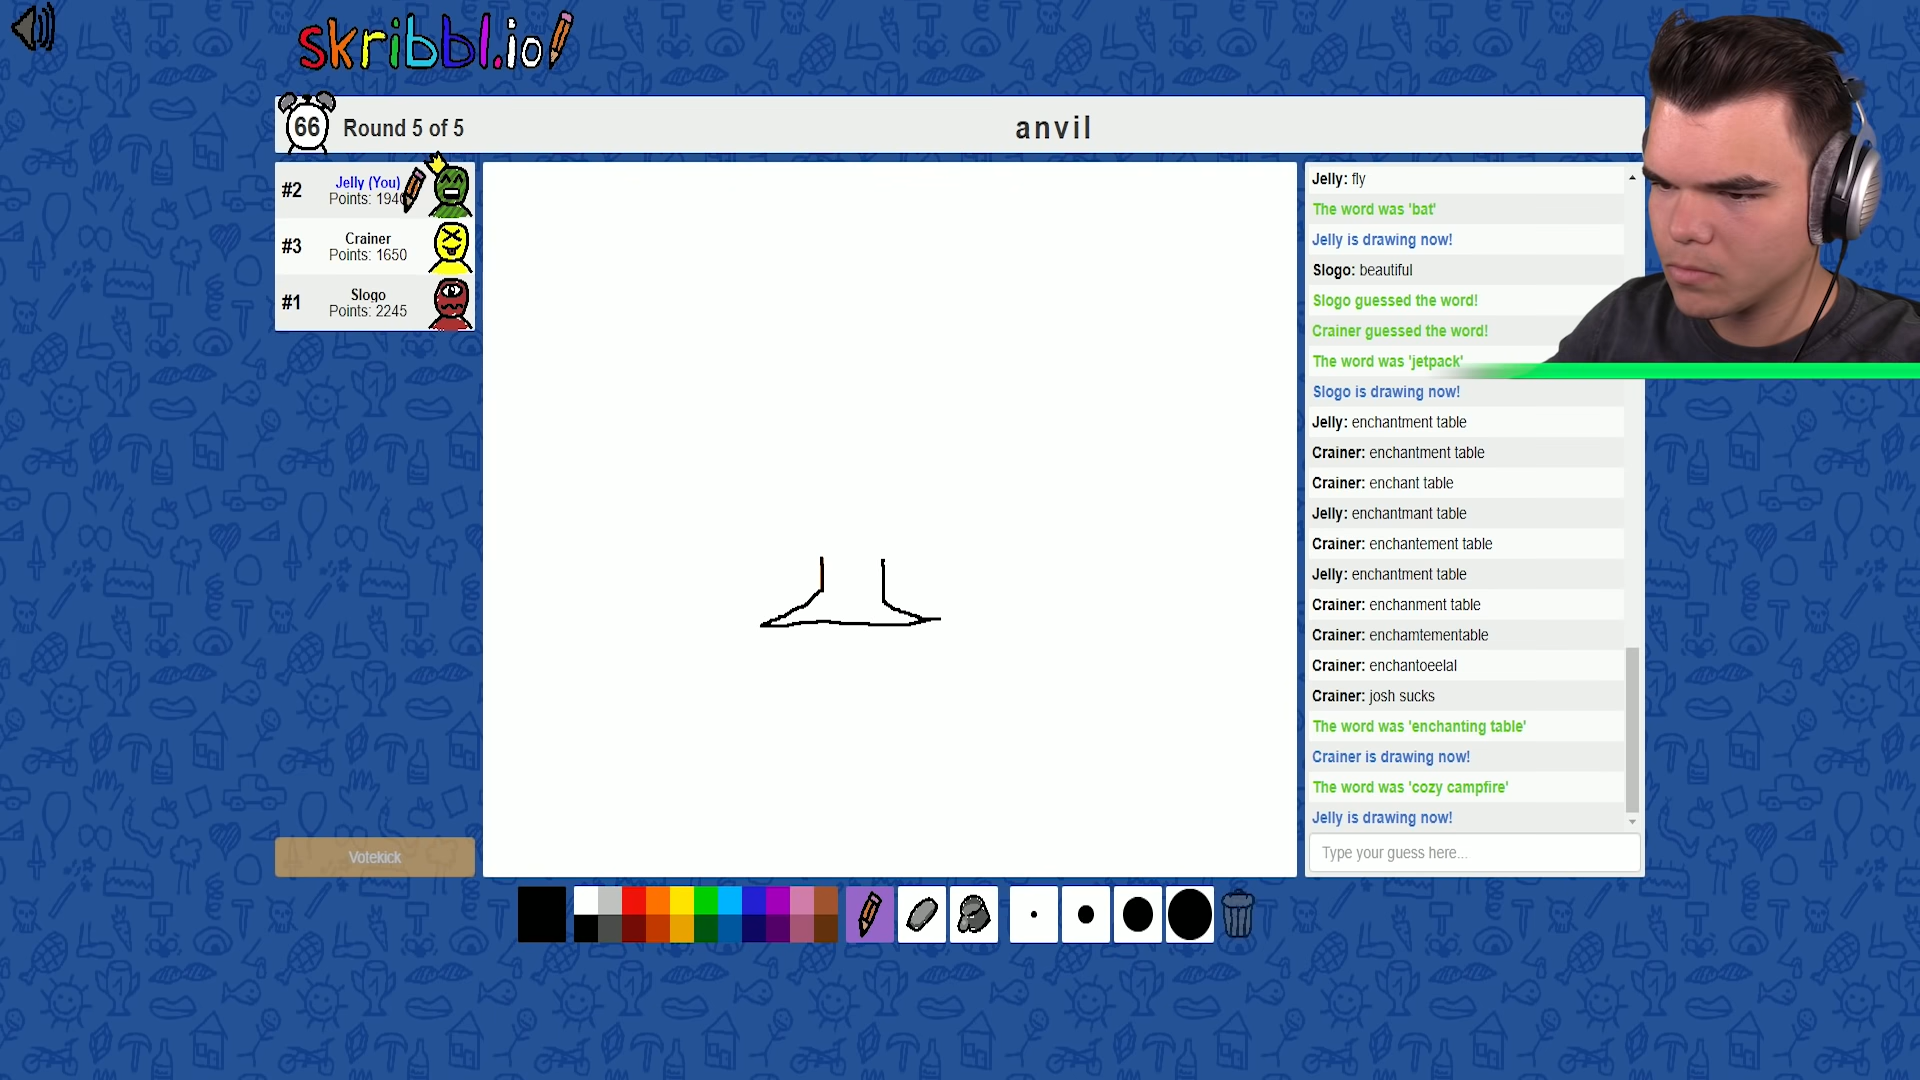 skribbl.io
66
Round 5 of 5
anvil
#2
Jelly (You)
Points: 1940
#3
Crainer
Points: 1650
#1
Slogo
Points: 2245
Votekick
Jelly: fly
The word was 'bat'
Jelly is drawing now!
Slogo: beautiful
Slogo guessed the word!
Crainer guessed the word!
The word was 'jetpack'
Slogo is drawing now!
Jelly: enchantment table
Crainer: enchantment table
Crainer: enchant table
Jelly: enchantmant table
Crainer: enchantement table
Jelly: enchantment table
Crainer: enchanment table
Crainer: enchamtementable
Crainer: enchantoeelal
Crainer: josh sucks
The word was 'enchanting table'
Crainer is drawing now!
The word was 'cozy campfire'
Jelly is drawing now!
Type your guess here...